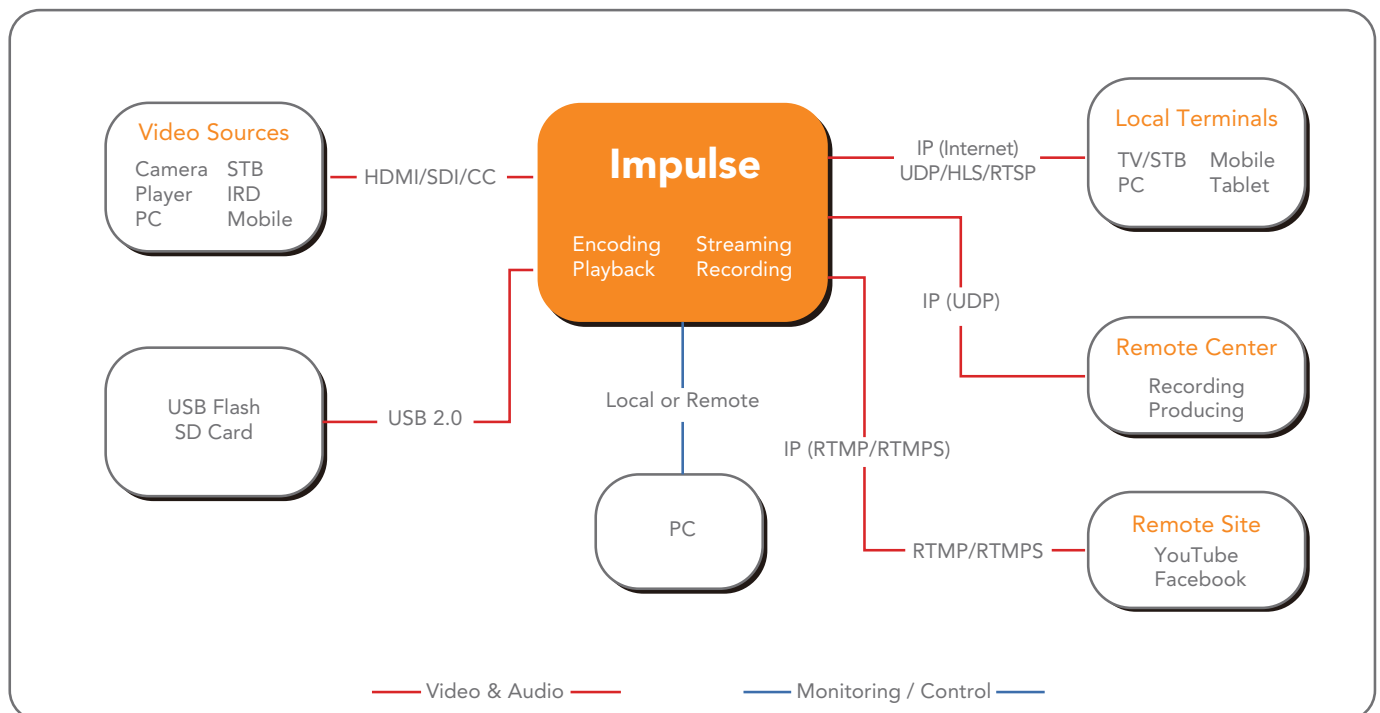 Video Sources
Camera STB
Player IRD
PC Mobile
HDMI/SDI/CC
Impulse
Encoding Streaming
Playback Recording
IP (Internet)
UDP/HLS/RTSP
Local Terminals
TV/STB Mobile
PC Tablet
IP (UDP)
Remote Center
Recording
Producing
USB Flash
SD Card
USB 2.0
Local or Remote
PC
IP (RTMP/RTMPS)
RTMP/RTMPS
Remote Site
YouTube
Facebook
Video & Audio
Monitoring / Control